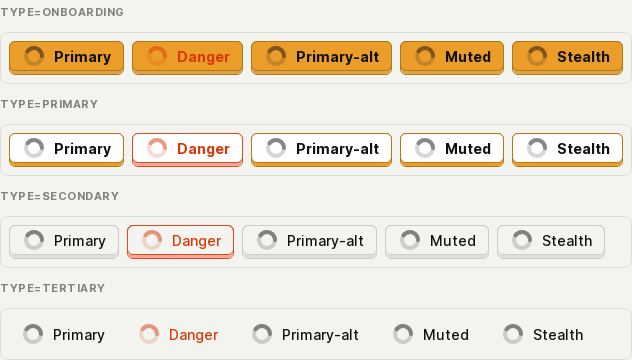 TYPE=ONBOARDING
Primary Danger Primary-alt Muted Stealth
TYPE=PRIMARY
Primary Danger Primary-alt Muted Stealth
TYPE=SECONDARY
Primary Danger Primary-alt Muted Stealth
TYPE=TERTIARY
Primary Danger Primary-alt Muted Stealth